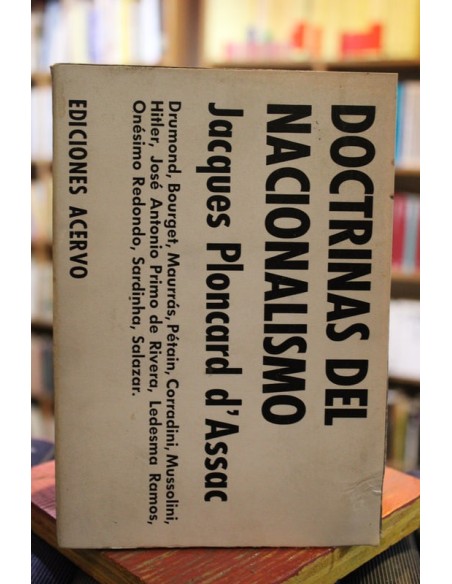 DOCTRINAS DEL
NACIONALISMO
Jacques Ploncard d'Assac
Drumond, Bourget, Maurrás, Pétain, Corradini, Mussolini,
Hitler, José Antonio Primo de Rivera, Ledesma Ramos,
Onésimo Redondo, Sardinha, Salazar.
EDICIONES ACERVO